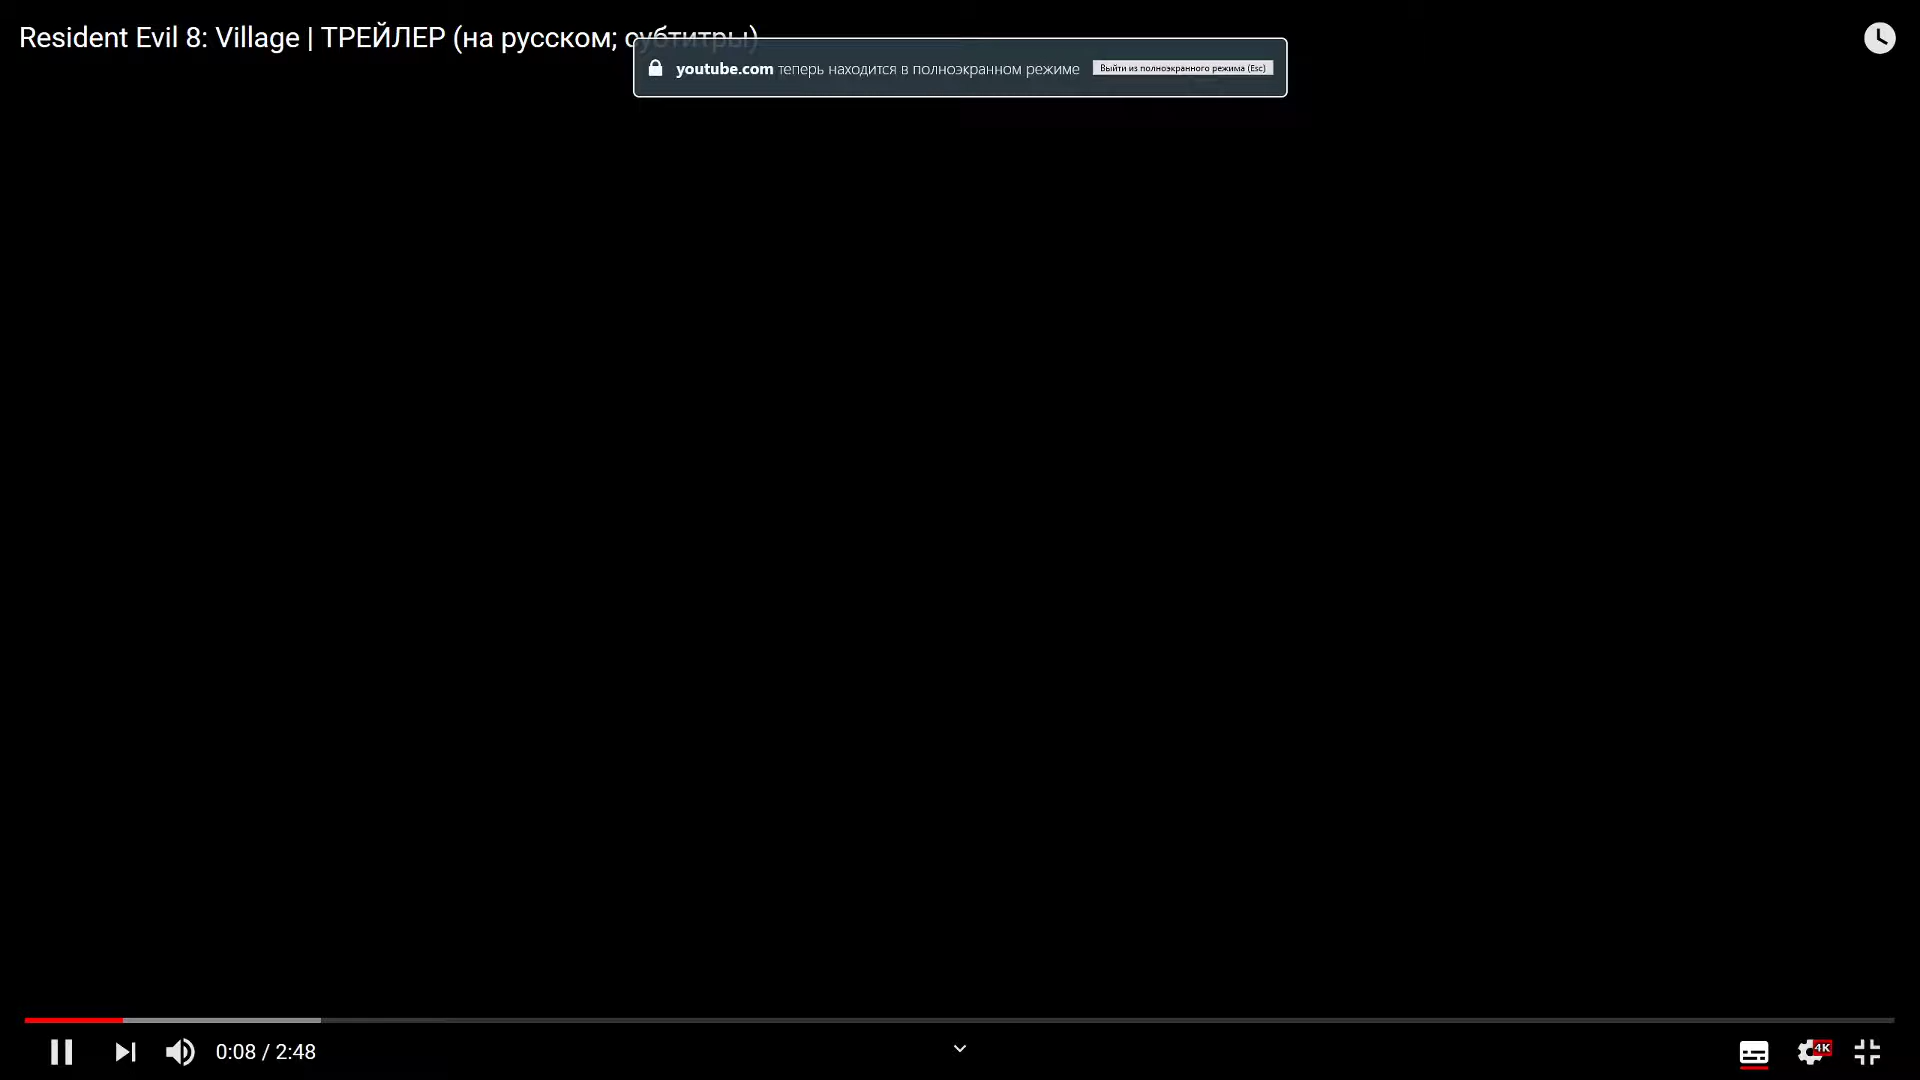 Resident Evil 8: Village | ТРЕЙЛЕР (на русском; субтитры)
youtube.com теперь находится в полноэкранном режиме
Выйти из полноэкранного режима (Esc)
0:08 / 2:48
4K